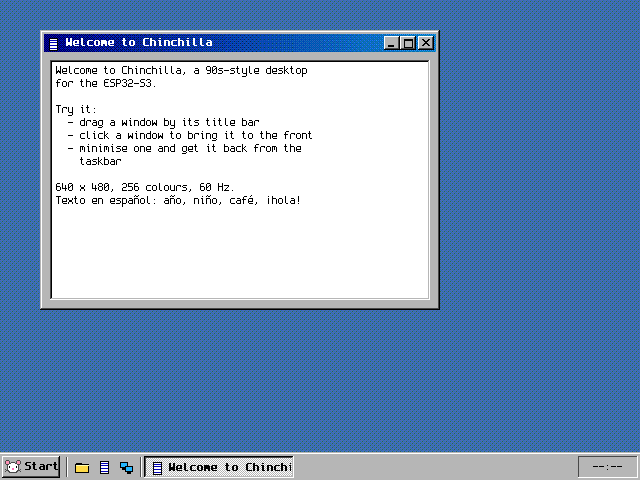 Welcome to Chinchilla
Welcome to Chinchilla, a 90s-style desktop
for the ESP32-S3.
Try it:
- drag a window by its title bar
- click a window to bring it to the front
- minimise one and get it back from the
taskbar
640 x 480, 256 colours, 60 Hz.
Texto en español: año, niño, café, ¡hola!
Start
Welcome to Chinchi
--:--